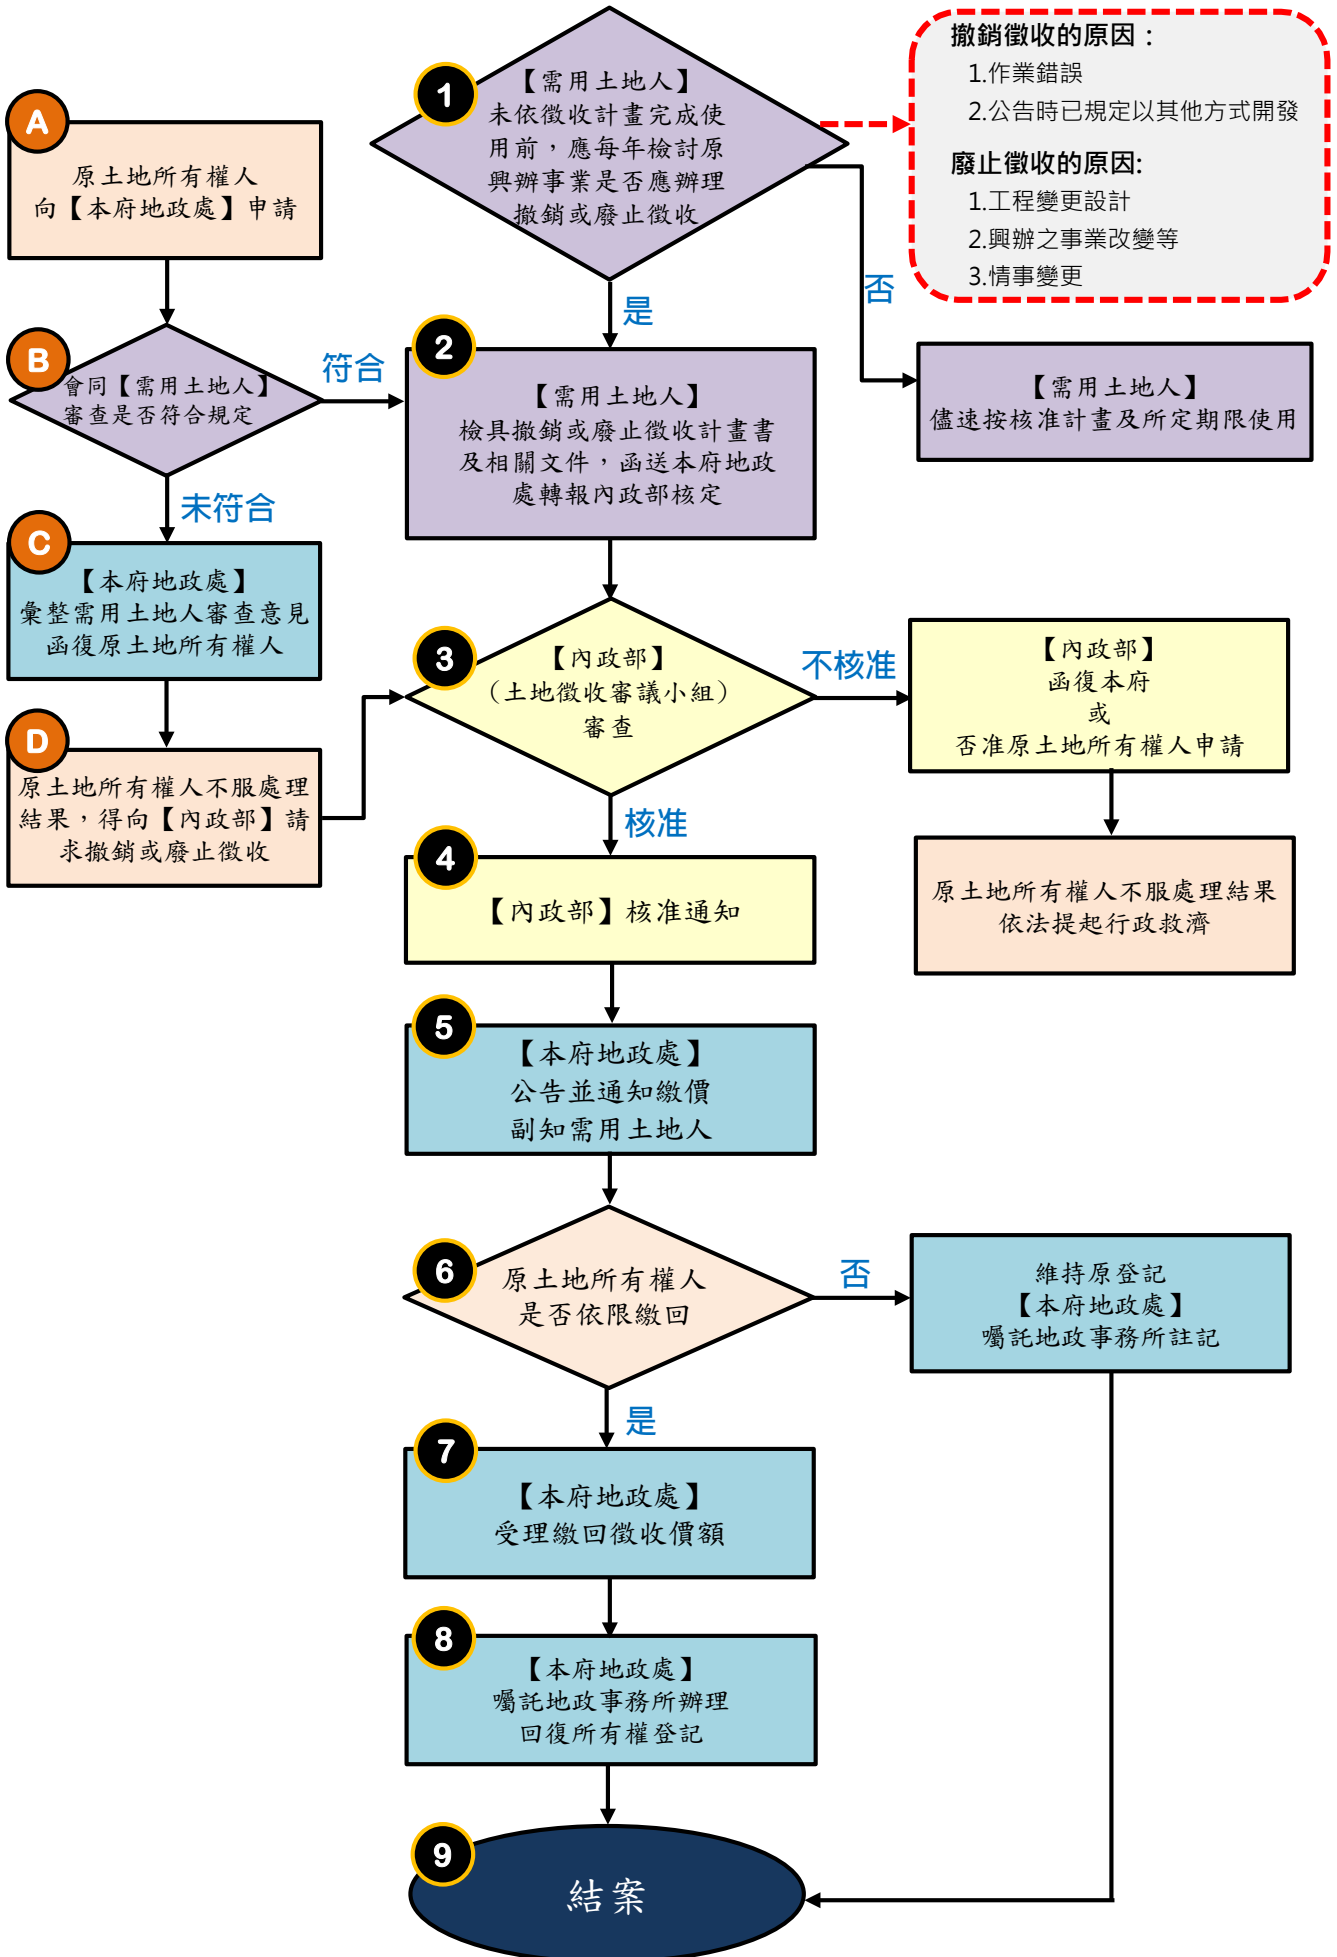 1
【需用土地人】
未依徵收計畫完成使
用前，應每年檢討原
興辦事業是否應辦理
撤銷或廢止徵收
撤銷徵收的原因：
1.作業錯誤
2.公告時已規定以其他方式開發
廢止徵收的原因:
1.工程變更設計
2.興辦之事業改變等
3.情事變更
A
原土地所有權人
向【本府地政處】申請
是
否
B
會同【需用土地人】
審查是否符合規定
符合
2
【需用土地人】
檢具撤銷或廢止徵收計畫書
及相關文件，函送本府地政
處轉報內政部核定
【需用土地人】
儘速按核准計畫及所定期限使用
未符合
C
【本府地政處】
彙整需用土地人審查意見
函復原土地所有權人
3
【內政部】
（土地徵收審議小組）
審查
不核准
【內政部】
函復本府
或
否准原土地所有權人申請
D
原土地所有權人不服處理
結果，得向【內政部】請
求撤銷或廢止徵收
核准
4
【內政部】核准通知
原土地所有權人不服處理結果
依法提起行政救濟
5
【本府地政處】
公告並通知繳價
副知需用土地人
6
原土地所有權人
是否依限繳回
否
維持原登記
【本府地政處】
囑託地政事務所註記
是
7
【本府地政處】
受理繳回徵收價額
8
【本府地政處】
囑託地政事務所辦理
回復所有權登記
9
結案